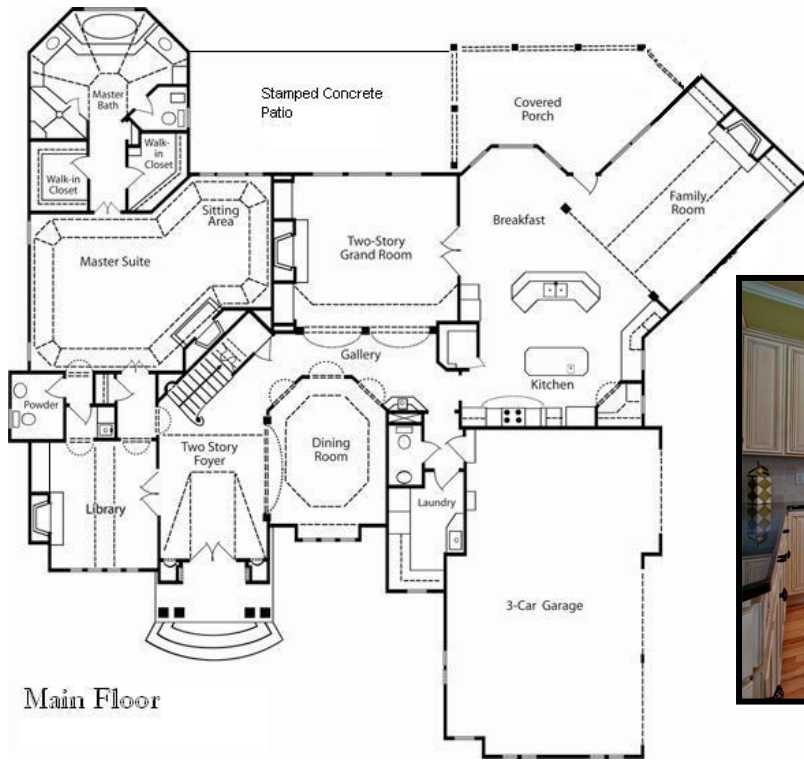 Master
Bath
Stamped Concrete
Patio
Covered
Porch
Walk-
in
Closet
Walk-in
Closet
Sitting
Area
Master Suite
Two-Story
Grand Room
Breakfast
Family
Room
Gallery
Kitchen
Powder
Two Story
Foyer
Dining
Room
Library
Laundry
3-Car Garage
Main Floor